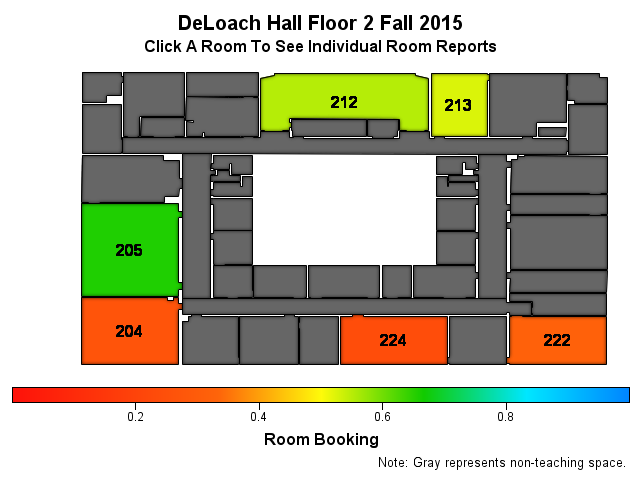 DeLoach Hall Floor 2 Fall 2015
Click A Room To See Individual Room Reports
212
213
205
204
224
222
0.2 0.4 0.6 0.8
Room Booking
Note: Gray represents non-teaching space.